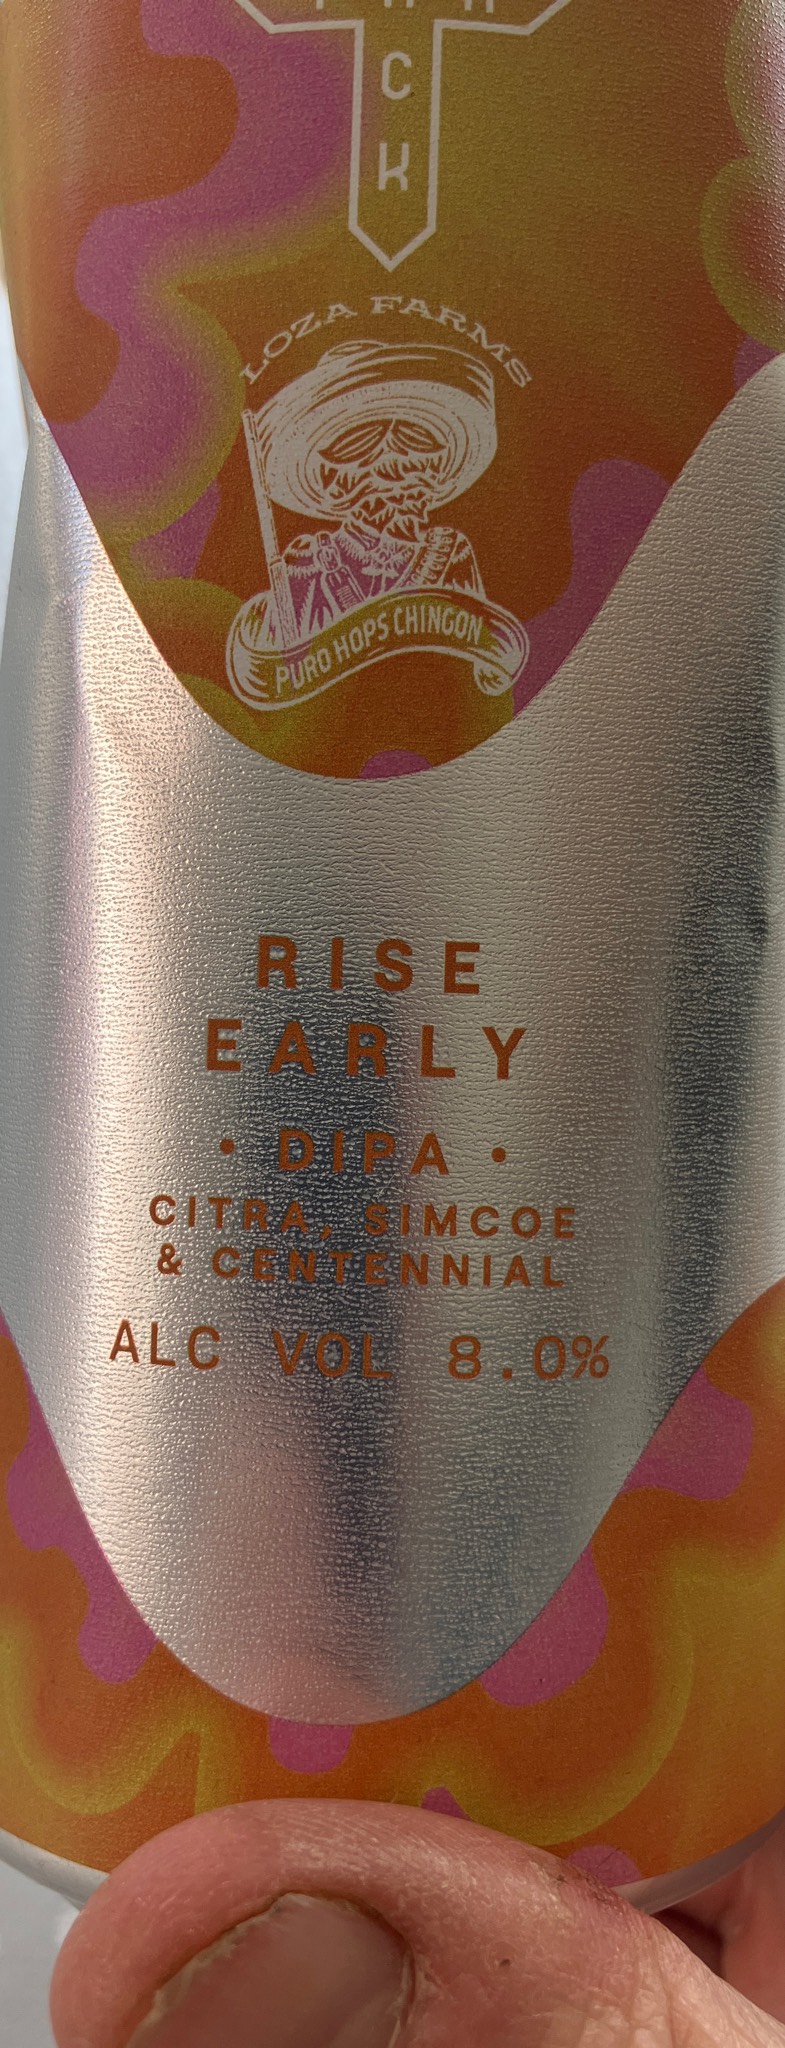 C
K
LOZA FARMS
PURO HOPS CHINGON
RISE
EARLY
• DIPA •
CITRA, SIMCOE
& CENTENNIAL
ALC VOL 8.0%